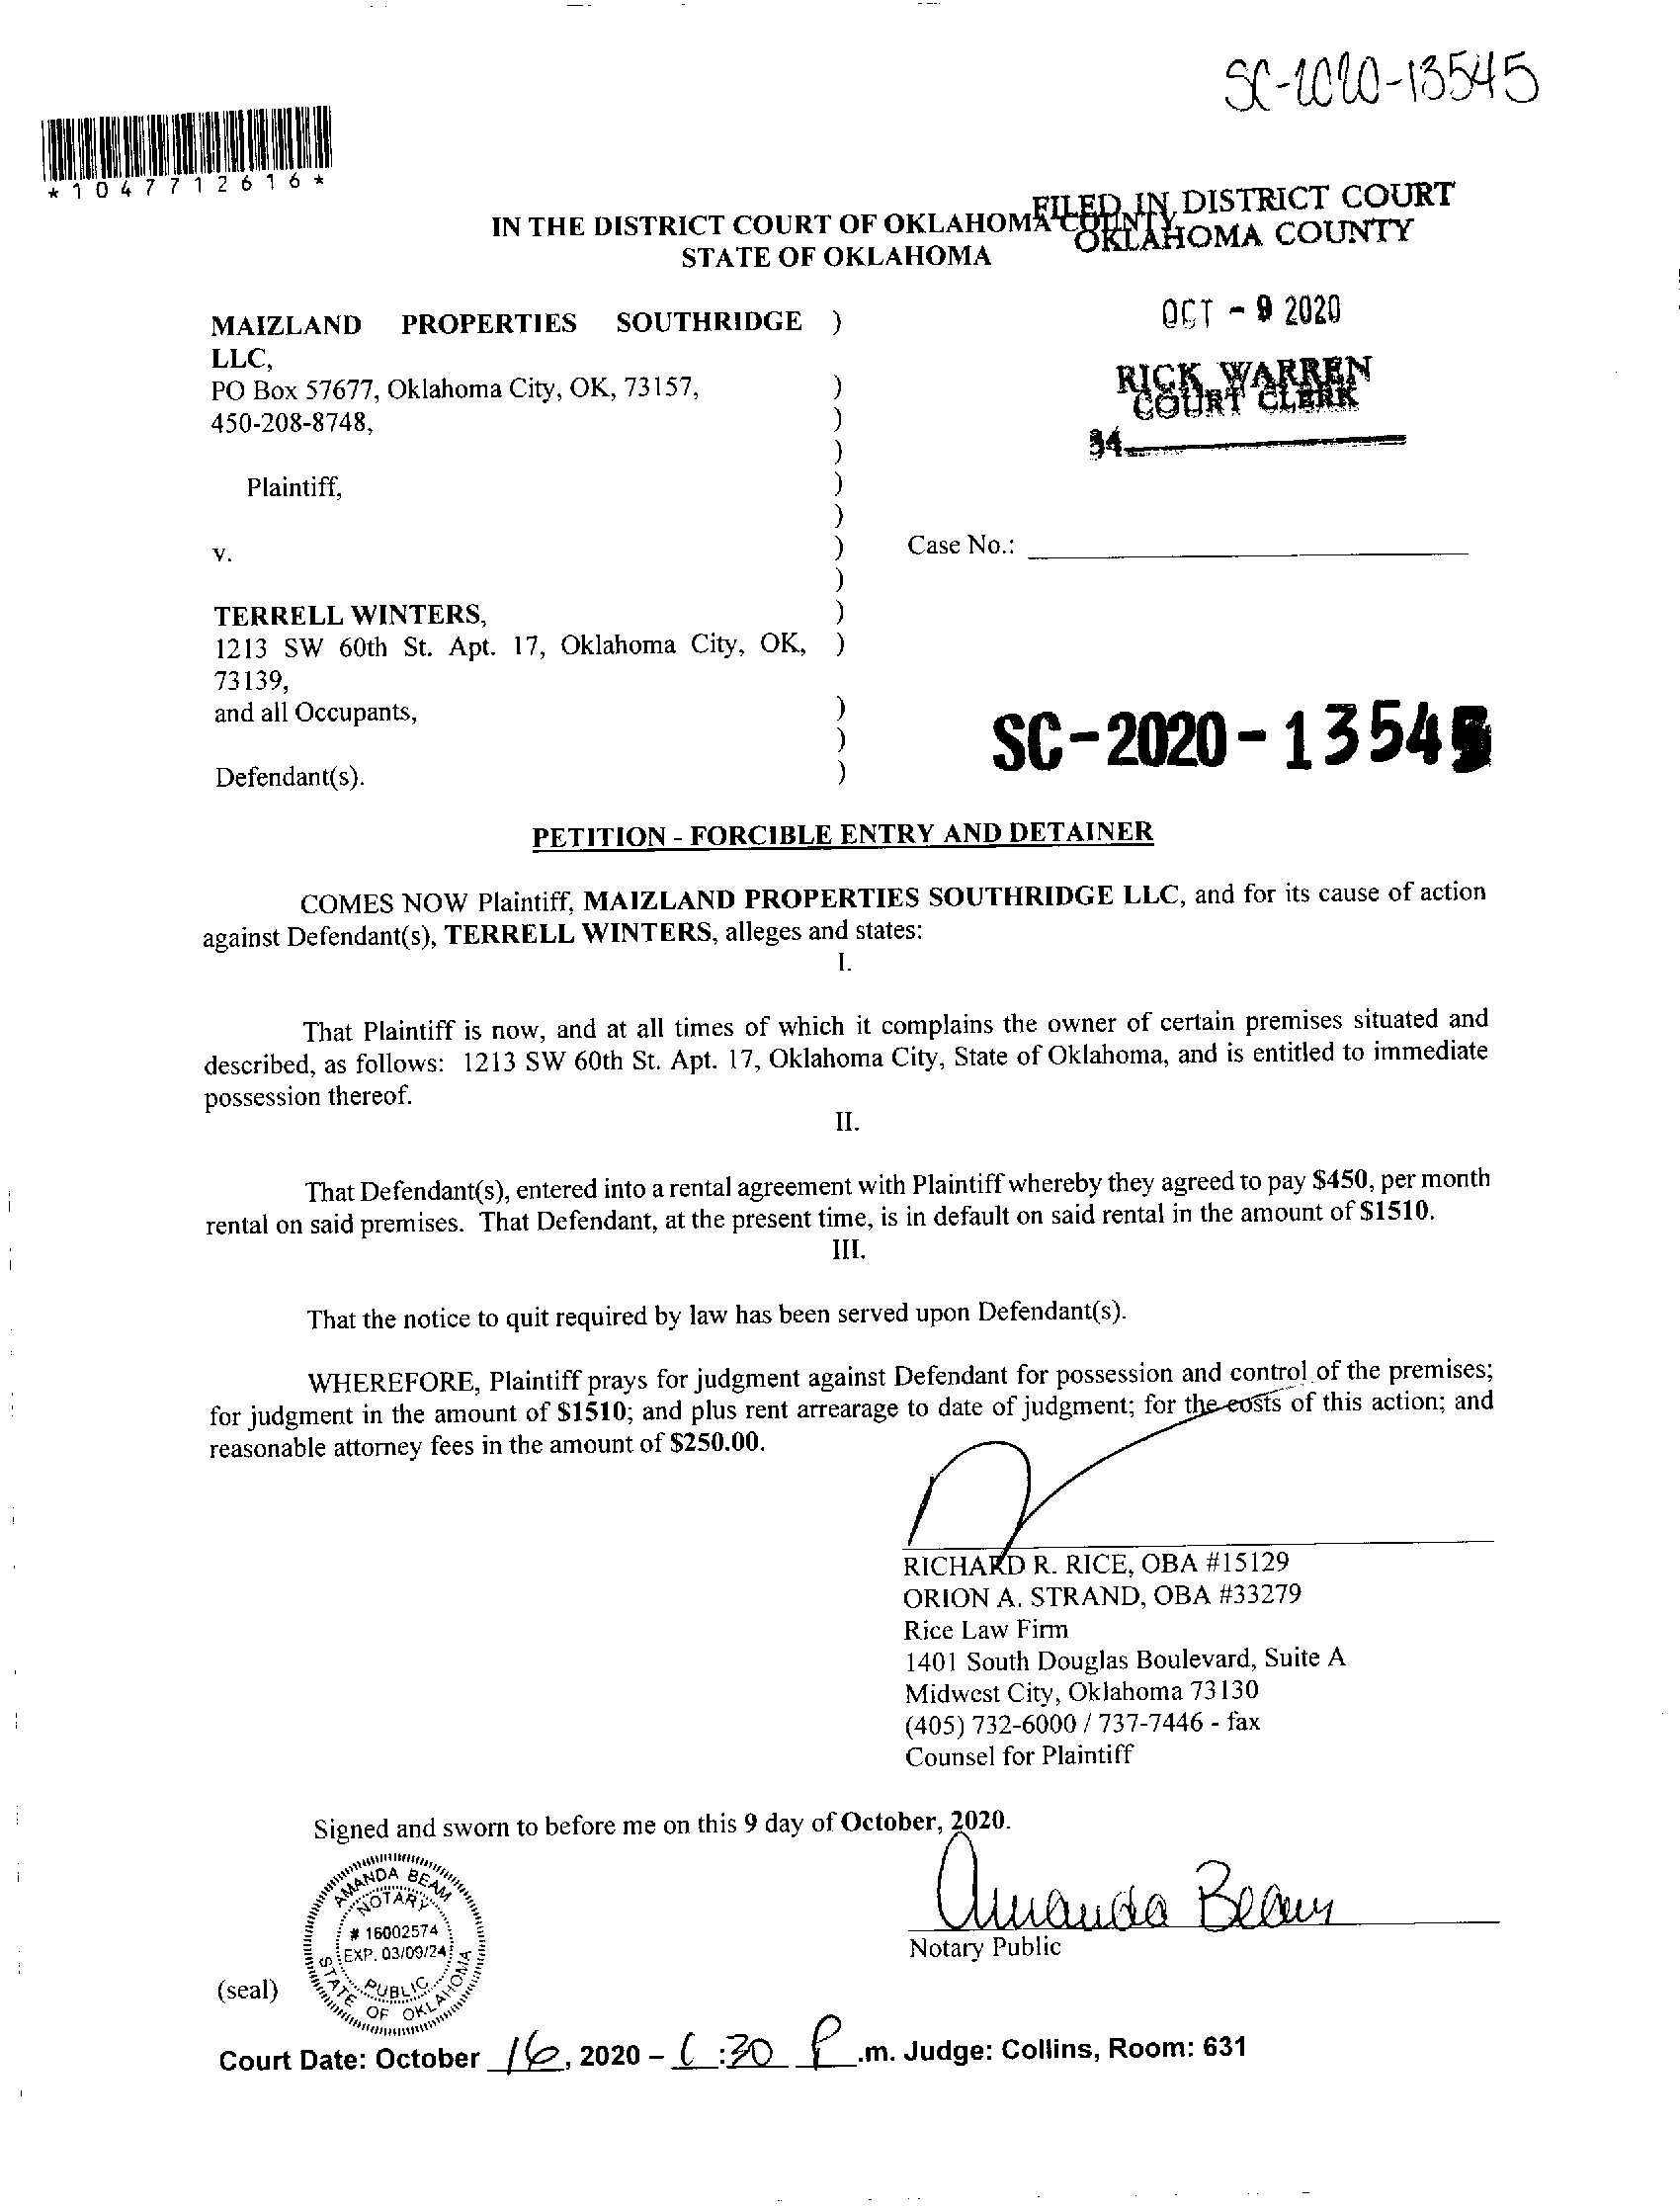 SC-2020-13545
*1047712616*
IN THE DISTRICT COURT OF OKLAHOMA COUNTY,
STATE OF OKLAHOMA
FILED IN DISTRICT COURT
OKLAHOMA COUNTY
OCT - 9 2020
RICK WARREN
COURT CLERK
34
MAIZLAND PROPERTIES SOUTHRIDGE )
LLC,
PO Box 57677, Oklahoma City, OK, 73157, )
450-208-8748, )
)
Plaintiff, )
)
v. ) Case No.:
)
TERRELL WINTERS, )
1213 SW 60th St. Apt. 17, Oklahoma City, OK, )
73139,
and all Occupants, )
)
Defendant(s). )
SC-2020-13545
PETITION - FORCIBLE ENTRY AND DETAINER
COMES NOW Plaintiff, MAIZLAND PROPERTIES SOUTHRIDGE LLC, and for its cause of action
against Defendant(s), TERRELL WINTERS, alleges and states:
I.
That Plaintiff is now, and at all times of which it complains the owner of certain premises situated and
described, as follows: 1213 SW 60th St. Apt. 17, Oklahoma City, State of Oklahoma, and is entitled to immediate
possession thereof.
II.
That Defendant(s), entered into a rental agreement with Plaintiff whereby they agreed to pay $450, per month
rental on said premises. That Defendant, at the present time, is in default on said rental in the amount of $1510.
III.
That the notice to quit required by law has been served upon Defendant(s).
WHEREFORE, Plaintiff prays for judgment against Defendant for possession and control of the premises;
for judgment in the amount of $1510; and plus rent arrearage to date of judgment; for the costs of this action; and
reasonable attorney fees in the amount of $250.00.
RICHARD R. RICE, OBA #15129
ORION A. STRAND, OBA #33279
Rice Law Firm
1401 South Douglas Boulevard, Suite A
Midwest City, Oklahoma 73130
(405) 732-6000 / 737-7446 - fax
Counsel for Plaintiff
Signed and sworn to before me on this 9 day of October, 2020.
Amanda Beam
Notary Public
AMANDA BEAM
NOTARY
# 16002574
EXP. 03/09/24
PUBLIC
STATE OF OKLAHOMA
(seal)
Court Date: October 16, 2020 – 1:30 P.m. Judge: Collins, Room: 631